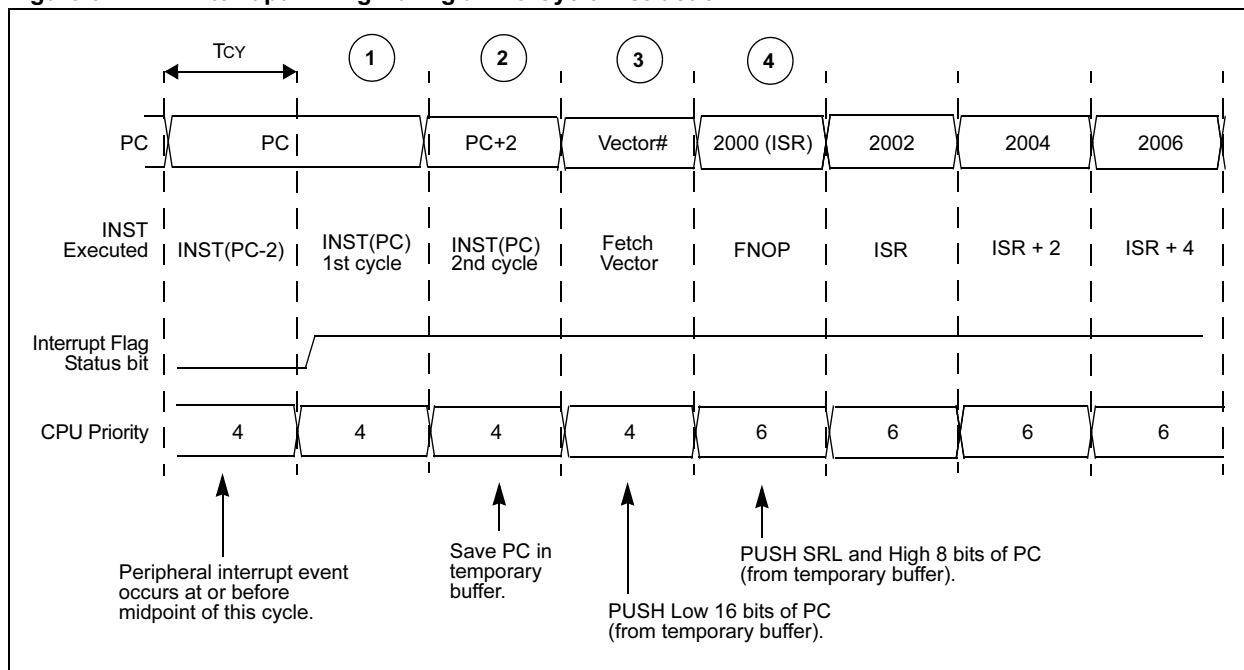 TCY
1
2
3
4
PC
PC
PC+2
Vector#
2000 (ISR)
2002
2004
2006
INST
Executed
INST(PC-2)
INST(PC)
1st cycle
INST(PC)
2nd cycle
Fetch
Vector
FNOP
ISR
ISR + 2
ISR + 4
Interrupt Flag
Status bit
CPU Priority
4
4
4
4
6
6
6
6
Peripheral interrupt event
occurs at or before
midpoint of this cycle.
Save PC in
temporary
buffer.
PUSH Low 16 bits of PC
(from temporary buffer).
PUSH SRL and High 8 bits of PC
(from temporary buffer).